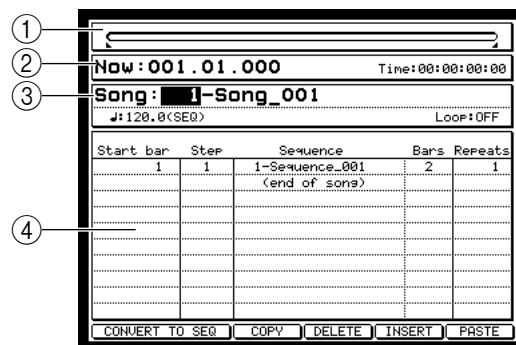 ①
② Now:001.01.000 Time:00:00:00:00
③ Song: 1-Song_001
♩:120.0(SEQ) Loop:OFF
Start bar Step Sequence Bars Repeats
1 1 1-Sequence_001 2 1
(end of song)
④
CONVERT TO SEQ COPY DELETE INSERT PASTE